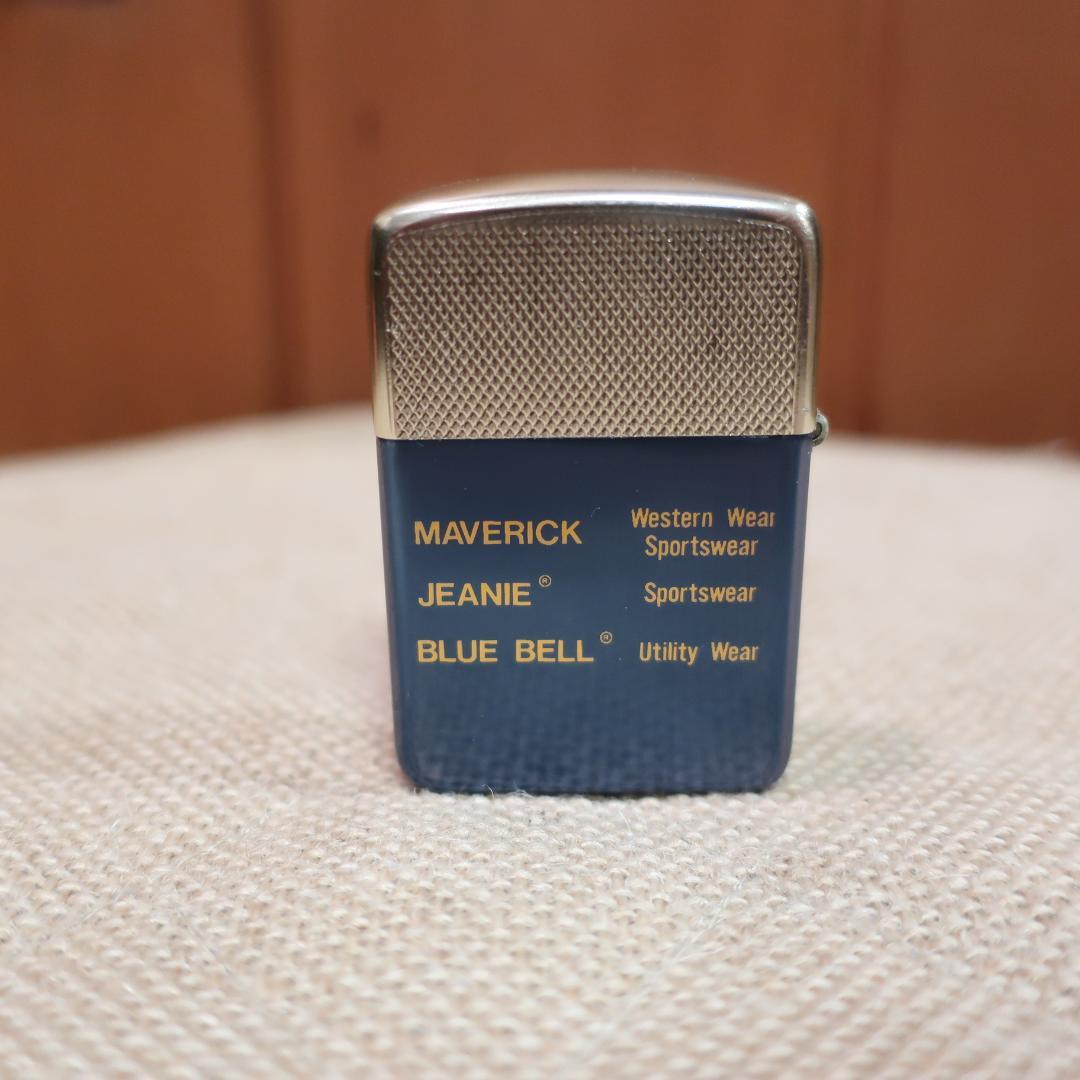 MAVERICK Western Wear
Sportswear
JEANIE® Sportswear
BLUE BELL® Utility Wear